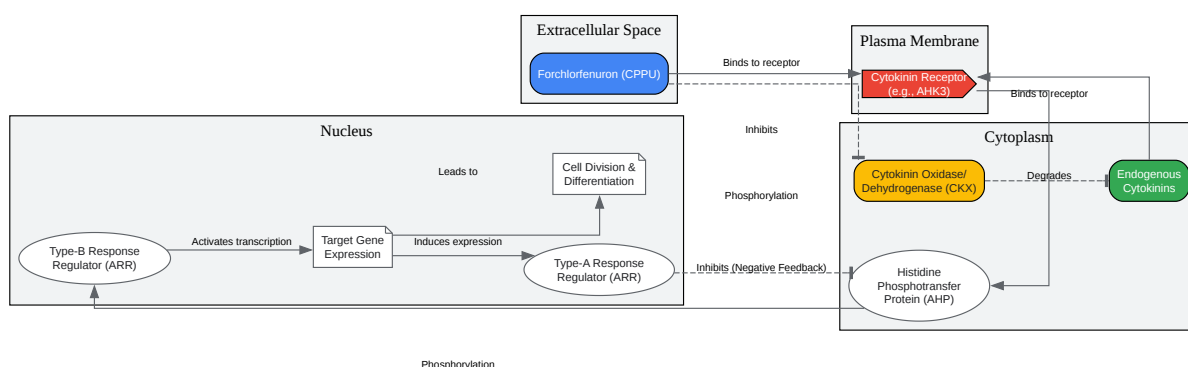 Extracellular Space
Forchlorfenuron (CPPU)
Binds to receptor
Plasma Membrane
Cytokinin Receptor
(e.g., AHK3)
Binds to receptor
Nucleus
Inhibits
Cytoplasm
Leads to
Cell Division &
Differentiation
Phosphorylation
Cytokinin Oxidase/
Dehydrogenase (CKX)
Degrades
Endogenous
Cytokinins
Type-B Response
Regulator (ARR)
Activates transcription
Target Gene
Expression
Induces expression
Type-A Response
Regulator (ARR)
Inhibits (Negative Feedback)
Histidine
Phosphotransfer
Protein (AHP)
Phosphorylation